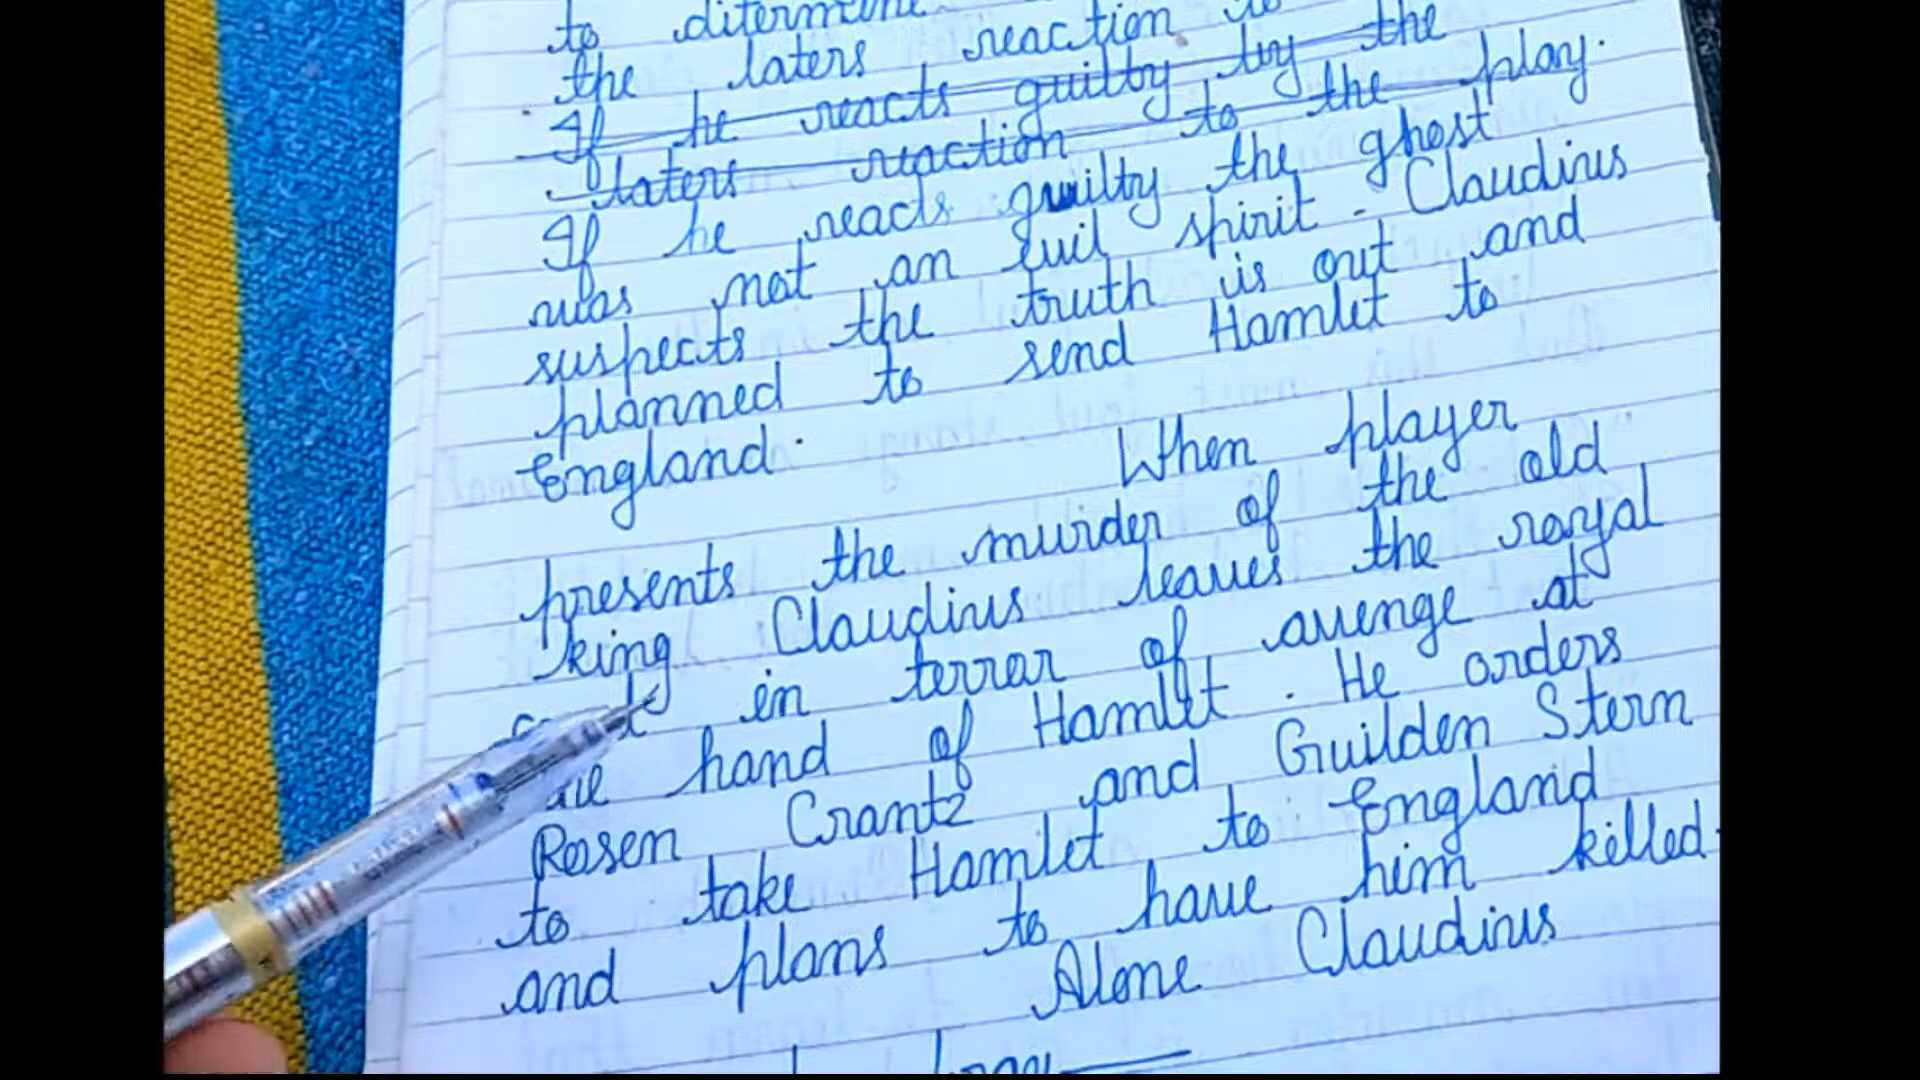 to ditermine
the laters reaction to
If he reacts guilty by the
laters reaction to the play.
If he reacts guilty the ghost
was not an evil spirit. Claudius
suspects the truth is out and
planned to send Hamlet to
England.
When player
presents the murder of the old
king Claudius leaves the royal
in terror of avenge at
hand of Hamlet. He orders
Rosen Crantz and Guilden Stern
to take Hamlet to England
and plans to have him killed.
Alone Claudius